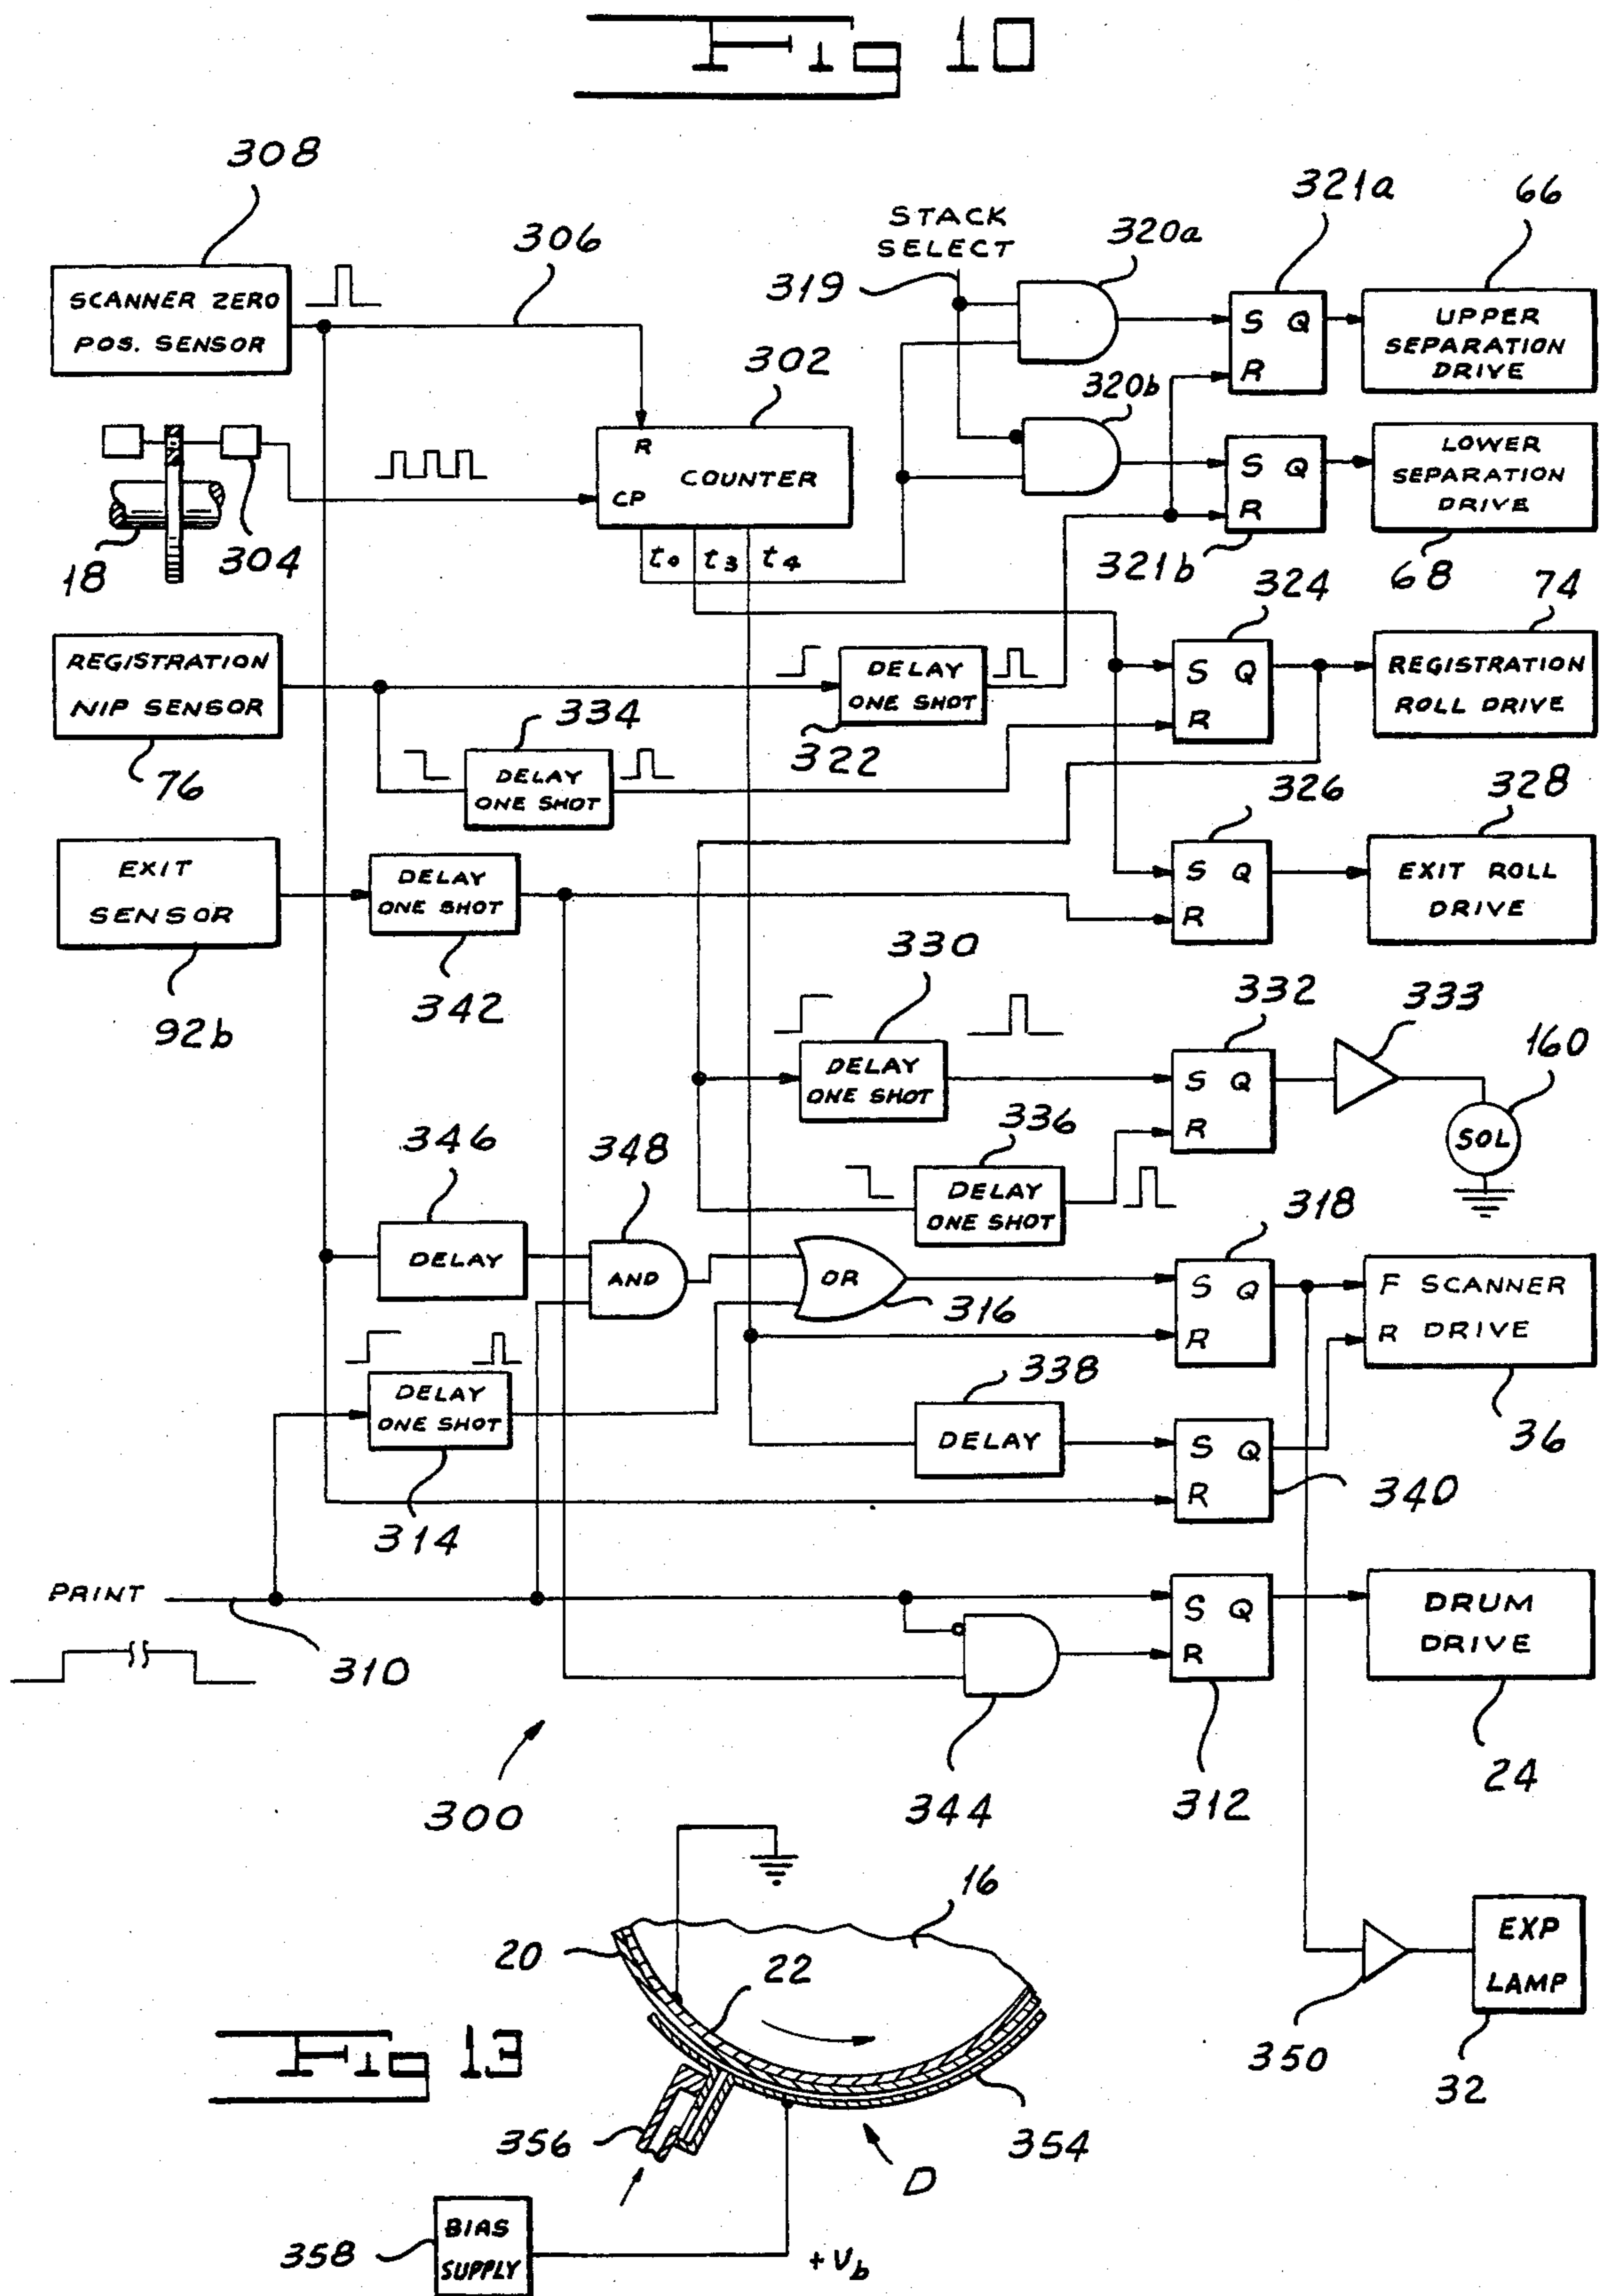 Fig 10
308
321a
66
STACK
SELECT
320a
306
319
SCANNER ZERO
POS. SENSOR
S Q
R
UPPER
SEPARATION
DRIVE
302
320b
R
COUNTER
CP
S Q
R
LOWER
SEPARATION
DRIVE
18
304
t0 t3 t4
321b
68
324
74
REGISTRATION
NIP SENSOR
DELAY
ONE SHOT
S Q
R
REGISTRATION
ROLL DRIVE
334
322
76
DELAY
ONE SHOT
326
328
EXIT
SENSOR
DELAY
ONE SHOT
S Q
R
EXIT ROLL
DRIVE
92b
342
330
332
333
160
DELAY
ONE SHOT
S Q
R
SOL
346
348
336
DELAY
ONE SHOT
318
DELAY
AND
OR
316
S Q
R
F SCANNER
R DRIVE
338
DELAY
ONE SHOT
DELAY
S Q
R
36
314
340
PRINT
310
S Q
R
DRUM
DRIVE
300
344
312
24
16
20
22
EXP
LAMP
350
32
Fig 13
356
354
D
358
BIAS
SUPPLY
+Vb